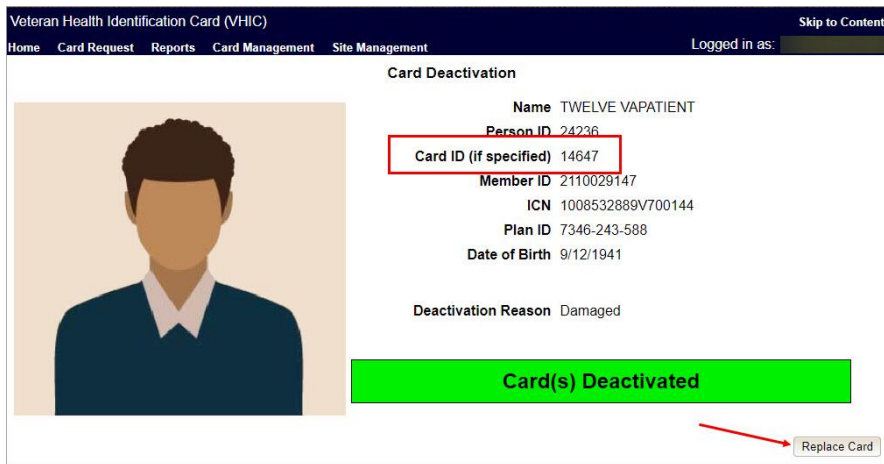 Veteran Health Identification Card (VHIC)
Skip to Content
Home Card Request Reports Card Management Site Management
Logged in as:
Card Deactivation
Name TWELVE VAPATIENT
Person ID 24236
Card ID (if specified) 14647
Member ID 2110029147
ICN 1008532889V700144
Plan ID 7346-243-588
Date of Birth 9/12/1941
Deactivation Reason Damaged
Card(s) Deactivated
Replace Card